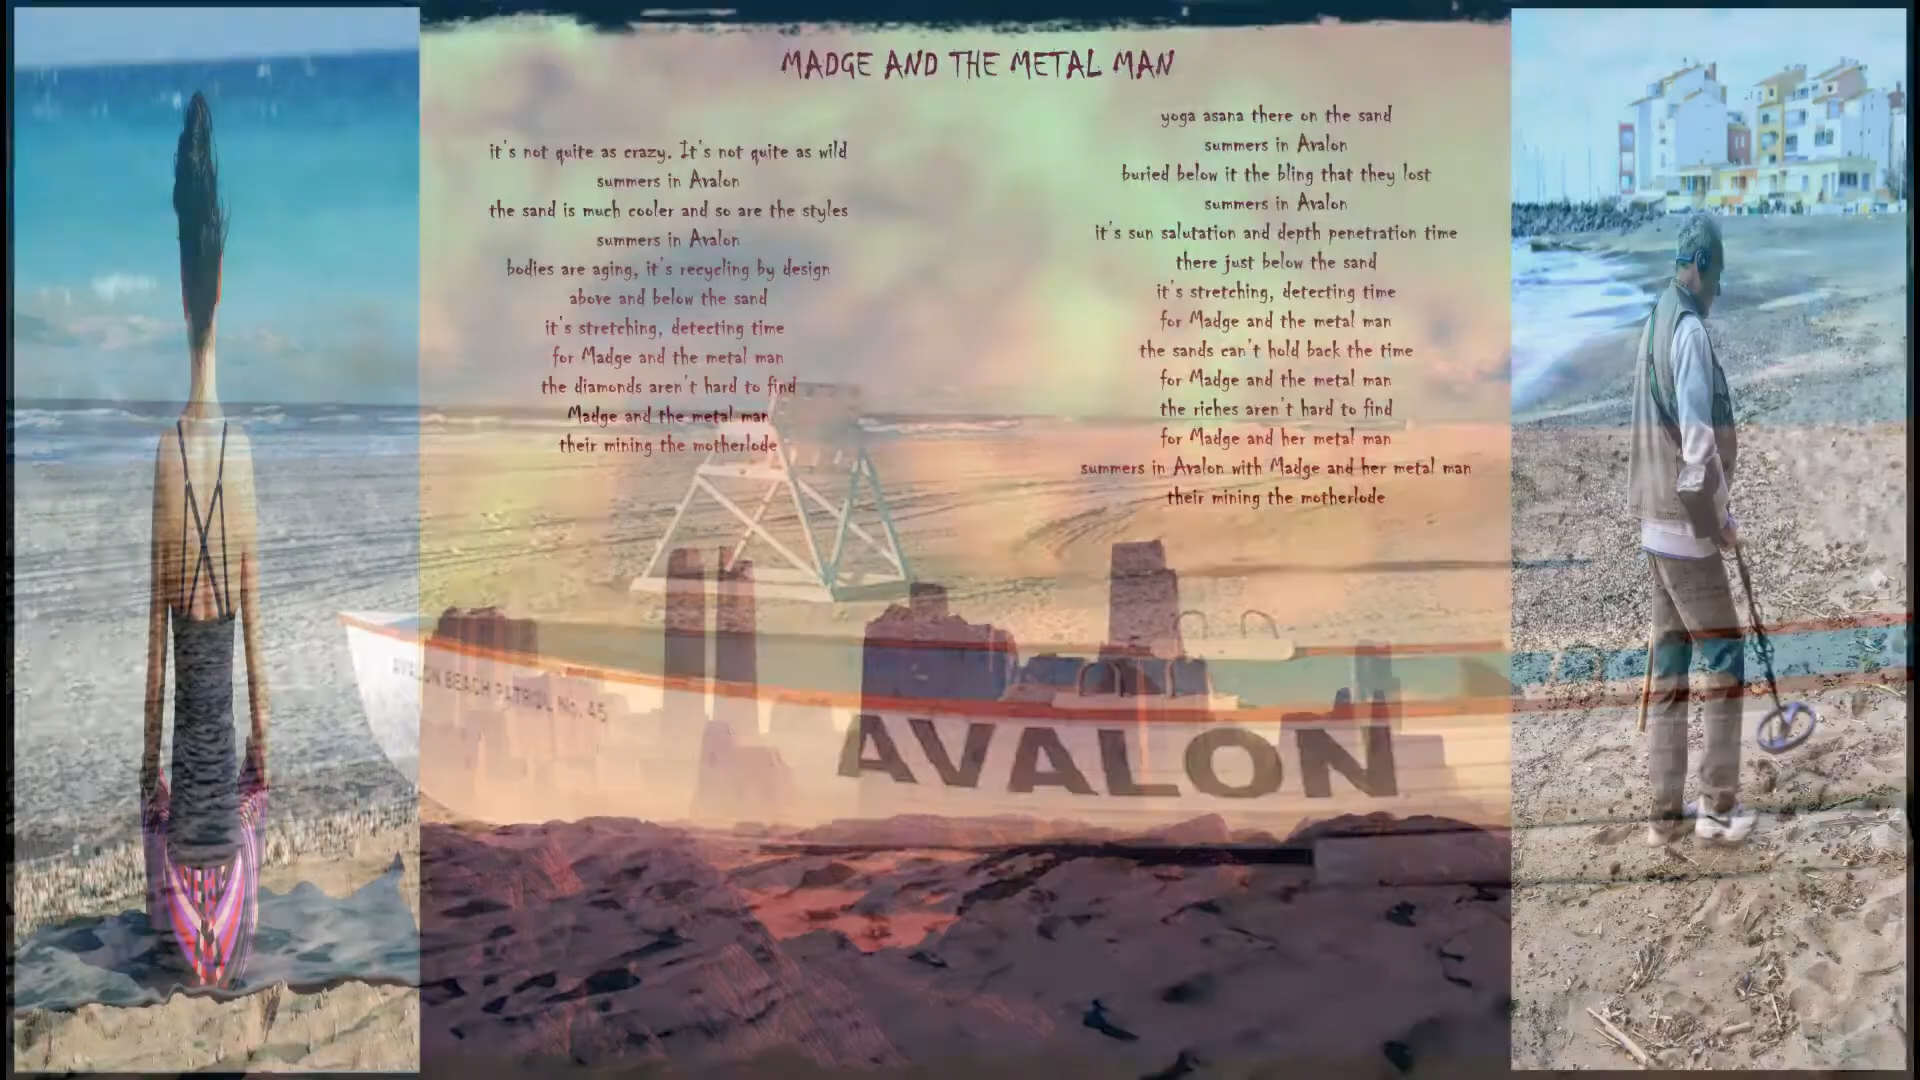 MADGE AND THE METAL MAN
it's not quite as crazy. It's not quite as wild
summers in Avalon
the sand is much cooler and so are the styles
summers in Avalon
bodies are aging, it's recycling by design
above and below the sand
it's stretching, detecting time
for Madge and the metal man
the diamonds aren't hard to find
Madge and the metal man
their mining the motherlode
yoga asana there on the sand
summers in Avalon
buried below it the bling that they lost
summers in Avalon
it's sun salutation and depth penetration time
there just below the sand
it's stretching, detecting time
for Madge and the metal man
the sands can't hold back the time
for Madge and the metal man
the riches aren't hard to find
for Madge and her metal man
summers in Avalon with Madge and her metal man
their mining the motherlode
AVALON BEACH PATROL No. 45
AVALON